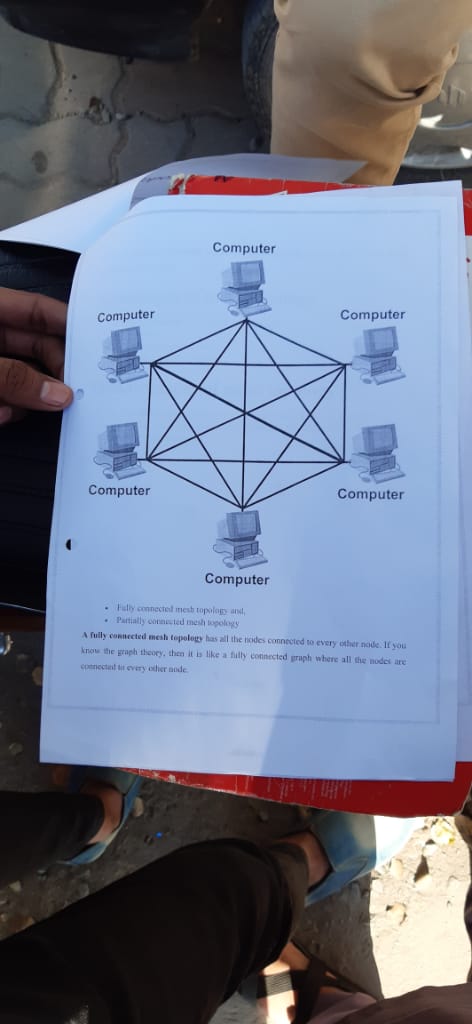 Computer
Computer
Computer
Computer
Computer
Computer
• Fully connected mesh topology and,
• Partially connected mesh topology
A fully connected mesh topology has all the nodes connected to every other node. If you
know the graph theory, then it is like a fully connected graph where all the nodes are
connected to every other node.